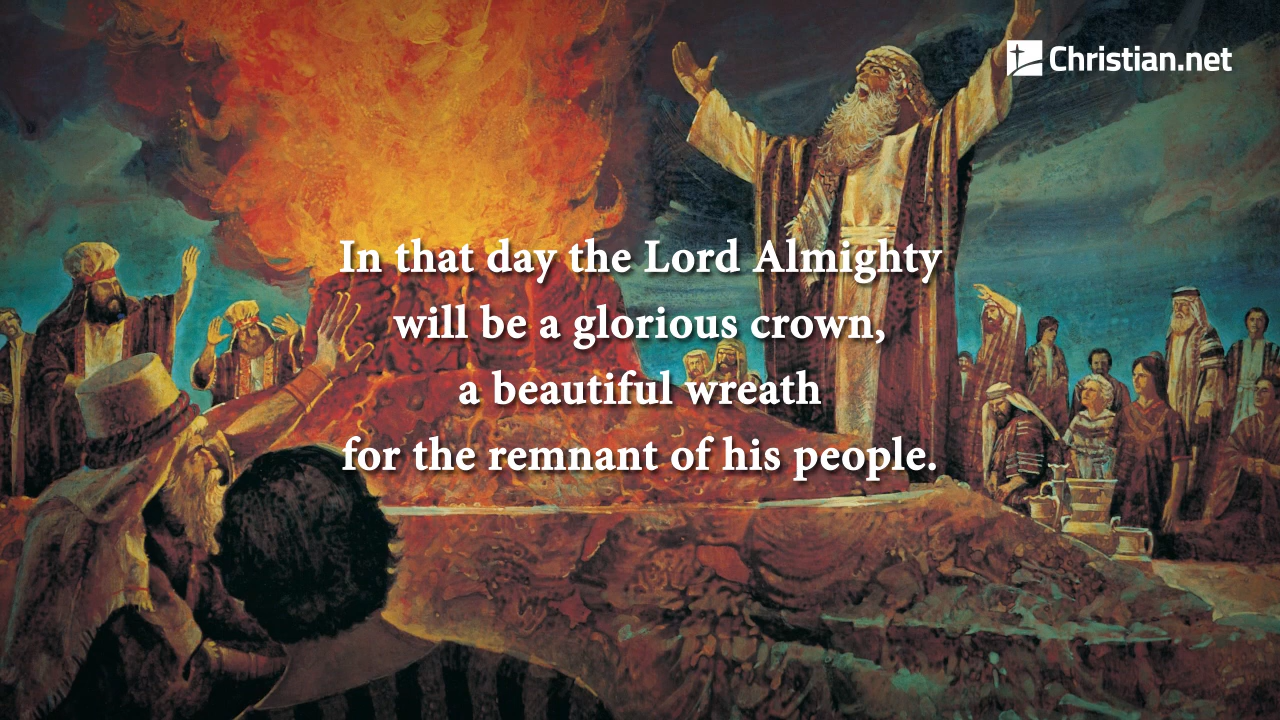 Christian.net
In that day the Lord Almighty
will be a glorious crown,
a beautiful wreath
for the remnant of his people.